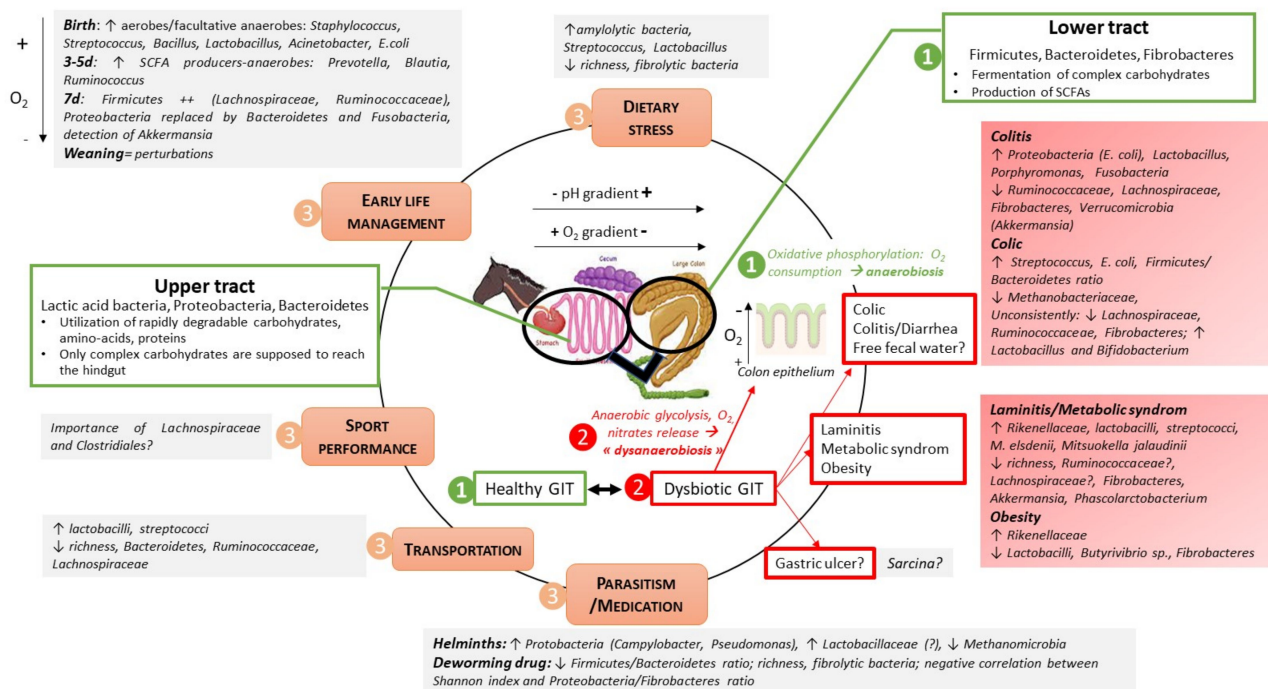 Birth: ↑ aerobes/facultative anaerobes: Staphylococcus,
Streptococcus, Bacillus, Lactobacillus, Acinetobacter, E.coli
3-5d: ↑ SCFA producers-anaerobes: Prevotella, Blautia,
Ruminococcus
7d: Firmicutes ++ (Lachnospiraceae, Ruminococcaceae),
Proteobacteria replaced by Bacteroidetes and Fusobacteria,
detection of Akkermansia
Weaning= perturbations
+
O2
-
↑amylolytic bacteria,
Streptococcus, Lactobacillus
↓ richness, fibrolytic bacteria
3
DIETARY
STRESS
1
Lower tract
Firmicutes, Bacteroidetes, Fibrobacteres
• Fermentation of complex carbohydrates
• Production of SCFAs
3
EARLY LIFE
MANAGEMENT
- pH gradient +
+ O2 gradient -
Cecum
Large Colon
Stomach
1
Oxidative phosphorylation: O2
consumption → anaerobiosis
-
O2
+
Colon epithelium
Upper tract
Lactic acid bacteria, Proteobacteria, Bacteroidetes
• Utilization of rapidly degradable carbohydrates,
amino-acids, proteins
• Only complex carbohydrates are supposed to reach
the hindgut
Colitis
↑ Proteobacteria (E. coli), Lactobacillus,
Porphyromonas, Fusobacteria
↓ Ruminococcaceae, Lachnospiraceae,
Fibrobacteres, Verrucomicrobia
(Akkermansia)
Colic
↑ Streptococcus, E. coli, Firmicutes/
Bacteroidetes ratio
↓ Methanobacteriaceae,
Unconsistently: ↓ Lachnospiraceae,
Ruminococcaceae, Fibrobacteres; ↑
Lactobacillus and Bifidobacterium
Colic
Colitis/Diarrhea
Free fecal water?
2
Anaerobic glycolysis, O2,
nitrates release →
« dysanaerobiosis »
Laminitis
Metabolic syndrom
Obesity
Laminitis/Metabolic syndrom
↑ Rikenellaceae, lactobacilli, streptococci,
M. elsdenii, Mitsuokella jalaudinii
↓ richness, Ruminococcaceae?,
Lachnospiraceae?, Fibrobacteres,
Akkermansia, Phascolarctobacterium
Obesity
↑ Rikenellaceae
↓ Lactobacilli, Butyrivibrio sp., Fibrobacteres
Importance of Lachnospiraceae
and Clostridiales?
3
SPORT
PERFORMANCE
1
Healthy GIT
2
Dysbiotic GIT
↑ lactobacilli, streptococci
↓ richness, Bacteroidetes, Ruminococcaceae,
Lachnospiraceae
3
TRANSPORTATION
Gastric ulcer?
Sarcina?
3
PARASITISM
/MEDICATION
Helminths: ↑ Protobacteria (Campylobacter, Pseudomonas), ↑ Lactobacillaceae (?), ↓ Methanomicrobia
Deworming drug: ↓ Firmicutes/Bacteroidetes ratio; richness, fibrolytic bacteria; negative correlation between
Shannon index and Proteobacteria/Fibrobacteres ratio